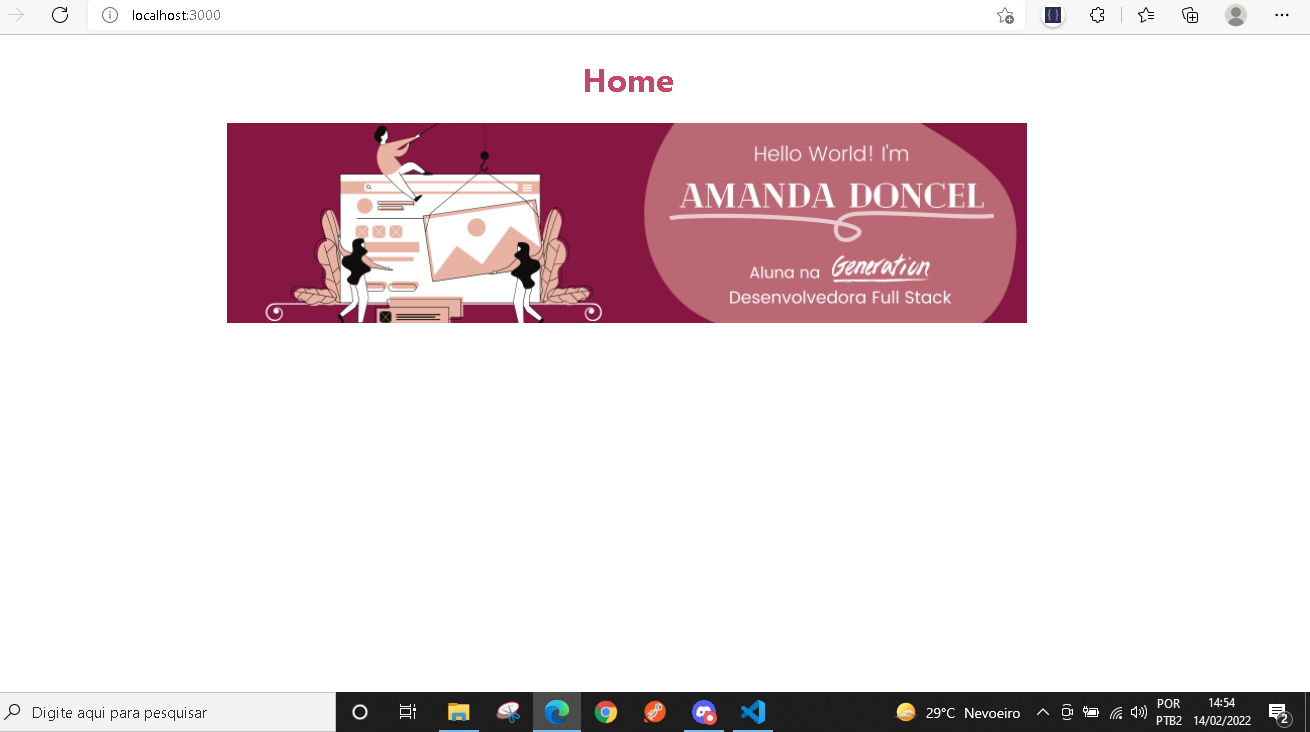 localhost:3000
Home
Hello World! I'm
AMANDA DONCEL
Aluna na Generation
Desenvolvedora Full Stack
Digite aqui para pesquisar
29°C Nevoeiro
POR
PTB2
14:54
14/02/2022
2